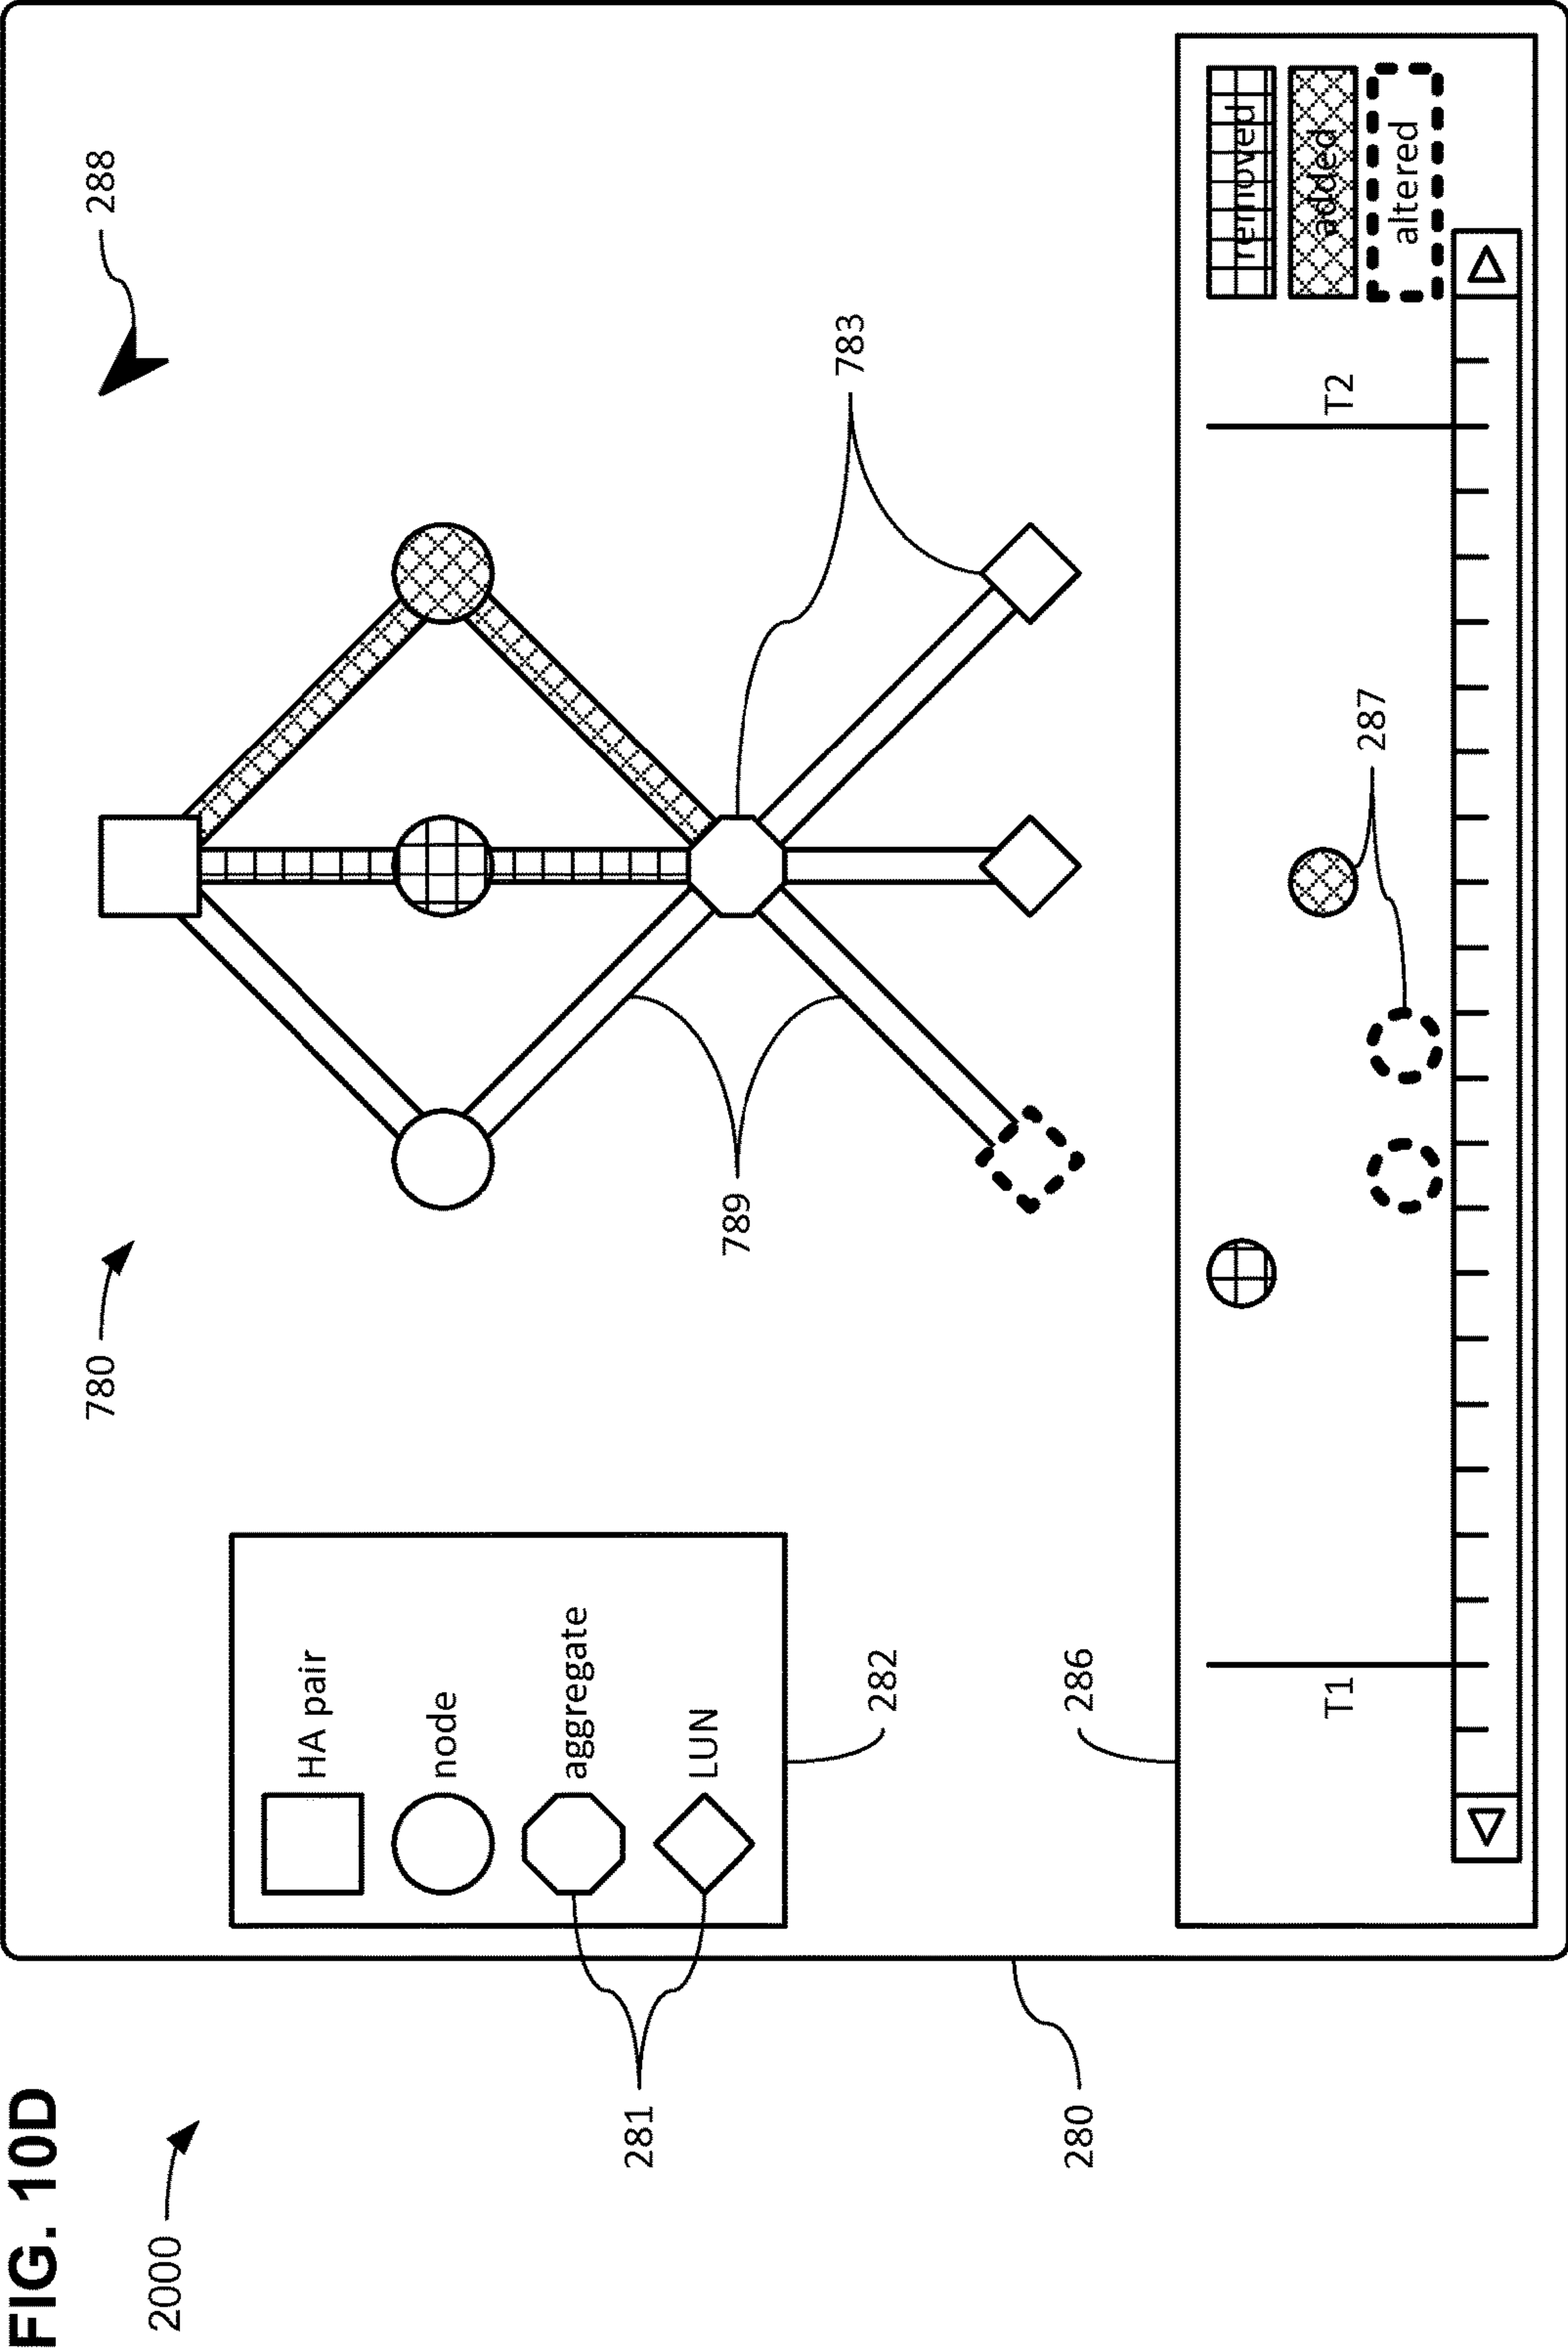 FIG. 10D
2000
780
288
HA pair
node
aggregate
LUN
281
282
789
783
280
286
T1
T2
287
removed
added
altered